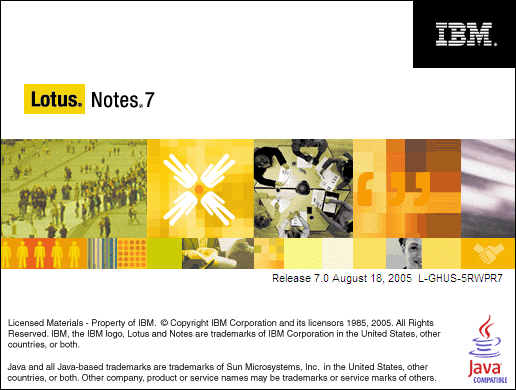 IBM.
Lotus. Notes.7
Release 7.0 August 18, 2005 L-GHUS-5RWPR7
Licensed Materials - Property of IBM. © Copyright IBM Corporation and its licensors 1985, 2005. All Rights
Reserved. IBM, the IBM logo, Lotus and Notes are trademarks of IBM Corporation in the United States, other
countries, or both.
Java and all Java-based trademarks are trademarks of Sun Microsystems, Inc. in the United States, other
countries, or both. Other company, product or service names may be trademarks or service marks of others.
Java
COMPATIBLE